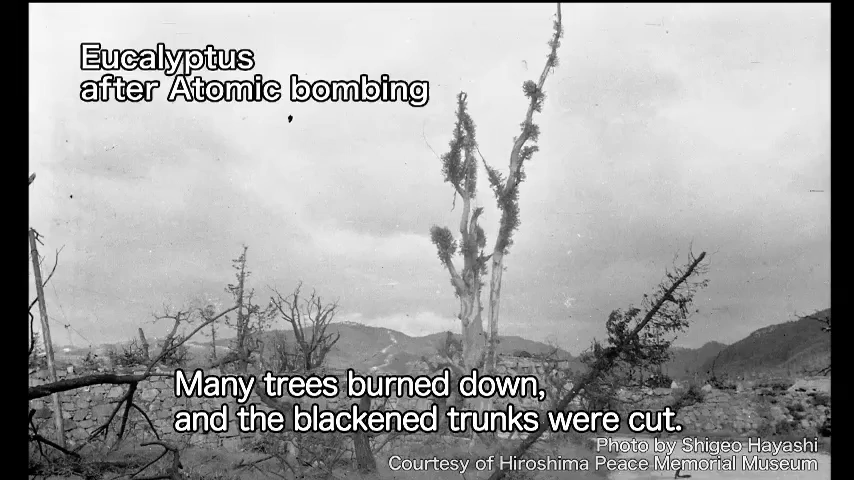 Eucalyptus
after Atomic bombing
Many trees burned down,
and the blackened trunks were cut.
Photo by Shigeo Hayashi
Courtesy of Hiroshima Peace Memorial Museum